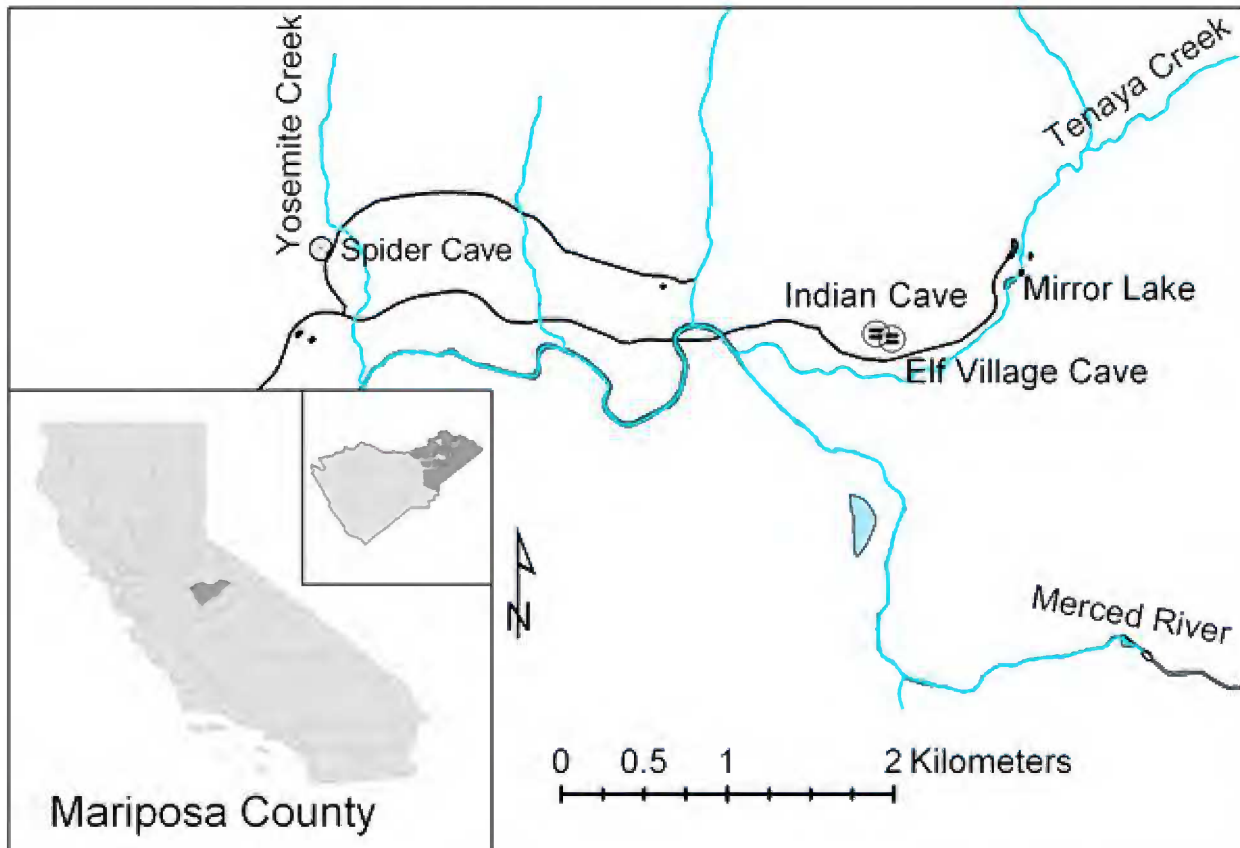 Yosemite Creek
Tenaya Creek
Spider Cave
Indian Cave
Mirror Lake
Elf Village Cave
N
Merced River
0 0.5 1 2 Kilometers
Mariposa County